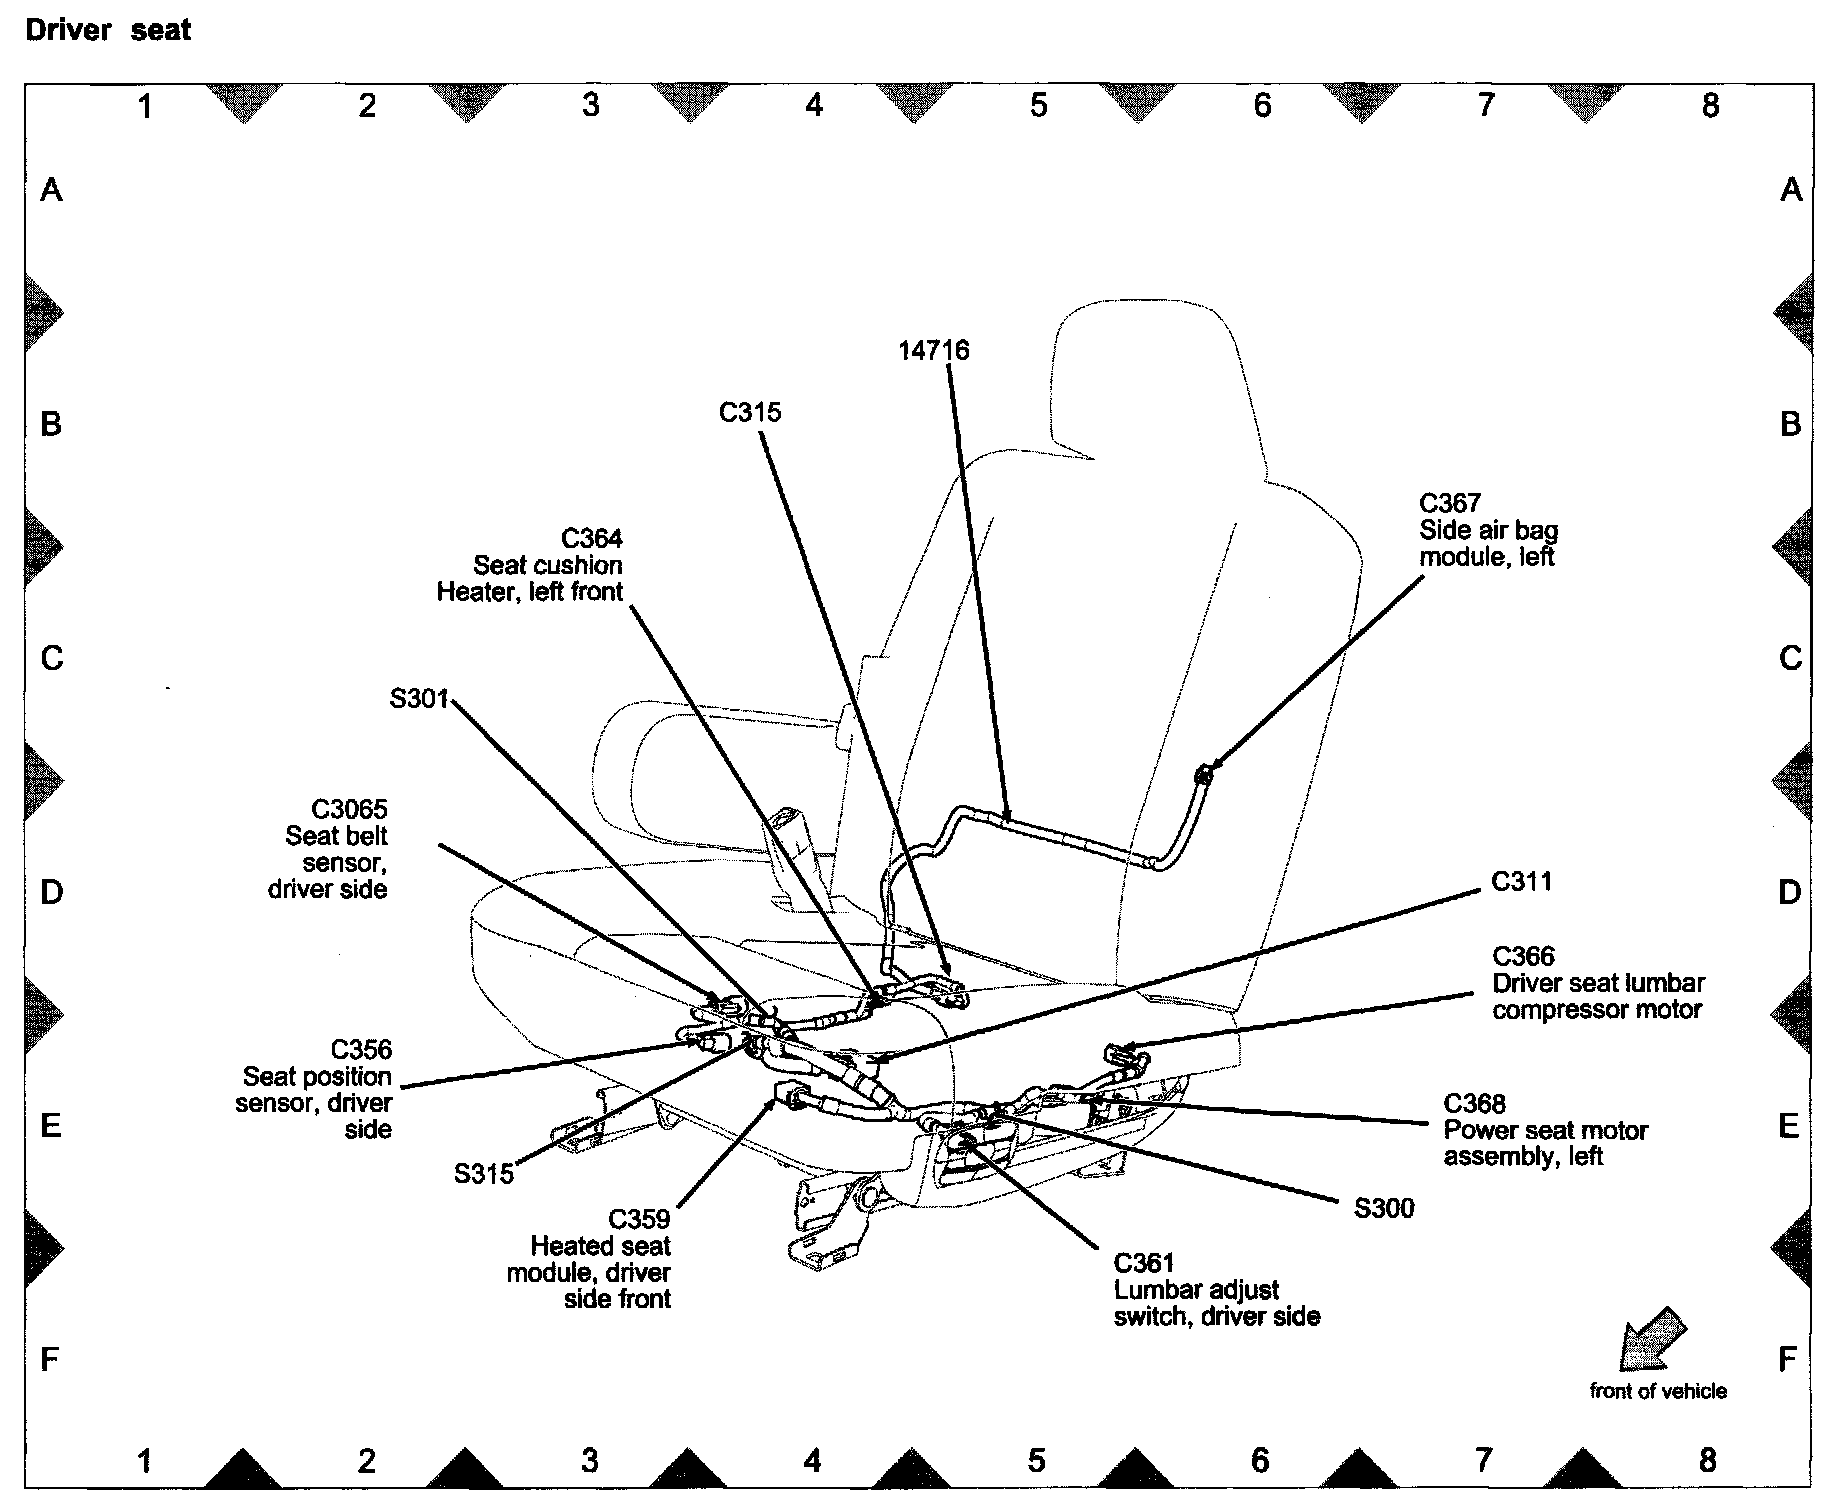 Driver seat
1 2 3 4 5 6 7 8
A A
14716
C315
B B
C367
Side air bag
module, left
C364
Seat cushion
Heater, left front
C C
S301
C3065
Seat belt
sensor,
driver side
D D
C311
C366
Driver seat lumbar
compressor motor
C356
Seat position
sensor, driver
side
E E
C368
Power seat motor
assembly, left
S315
S300
C359
Heated seat
module, driver
side front
C361
Lumbar adjust
switch, driver side
F F
front of vehicle
1 2 3 4 5 6 7 8